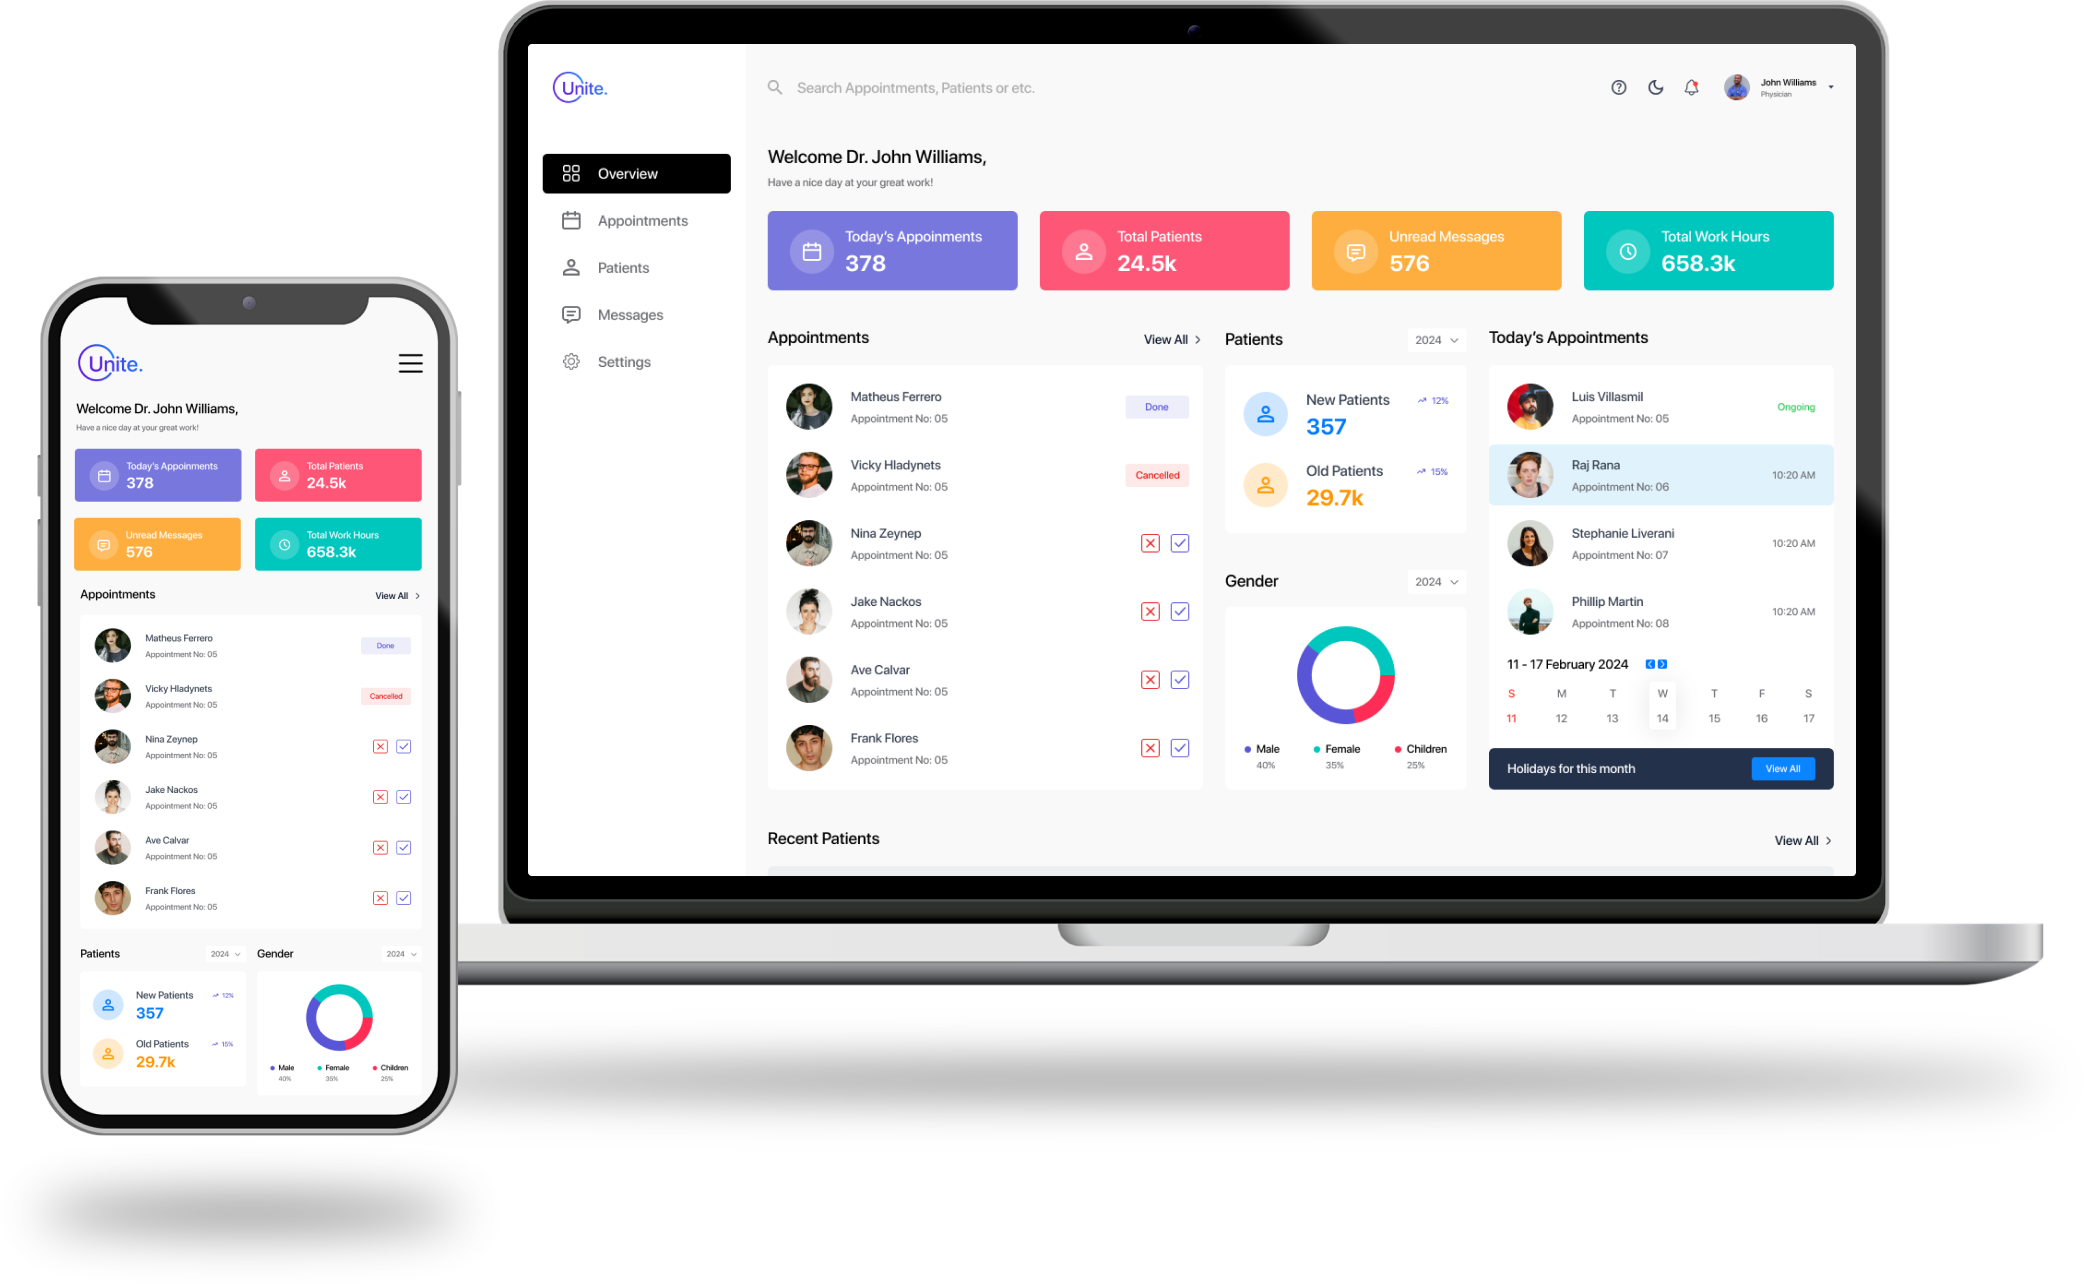 Unite.
Search Appointments, Patients or etc.
John Williams
Physician
Overview
Appointments
Patients
Messages
Settings
Welcome Dr. John Williams,
Have a nice day at your great work!
Today's Appoinments
378
Total Patients
24.5k
Unread Messages
576
Total Work Hours
658.3k
Appointments
View All
Matheus Ferrero
Appointment No: 05
Done
Vicky Hladynets
Appointment No: 05
Cancelled
Nina Zeynep
Appointment No: 05
Jake Nackos
Appointment No: 05
Ave Calvar
Appointment No: 05
Frank Flores
Appointment No: 05
Patients
2024
New Patients
12%
357
Old Patients
15%
29.7k
Gender
2024
Male
40%
Female
35%
Children
25%
Today's Appointments
Luis Villasmil
Appointment No: 05
Ongoing
Raj Rana
Appointment No: 06
10:20 AM
Stephanie Liverani
Appointment No: 07
10:20 AM
Phillip Martin
Appointment No: 08
10:20 AM
11 - 17 February 2024
S M T W T F S
11 12 13 14 15 16 17
Holidays for this month
View All
Recent Patients
View All
Unite.
Welcome Dr. John Williams,
Have a nice day at your great work!
Today's Appoinments
378
Total Patients
24.5k
Unread Messages
576
Total Work Hours
658.3k
Appointments
View All
Matheus Ferrero
Appointment No: 05
Done
Vicky Hladynets
Appointment No: 05
Cancelled
Nina Zeynep
Appointment No: 05
Jake Nackos
Appointment No: 05
Ave Calvar
Appointment No: 05
Frank Flores
Appointment No: 05
Patients
2024
New Patients
12%
357
Old Patients
15%
29.7k
Gender
2024
Male
40%
Female
35%
Children
25%